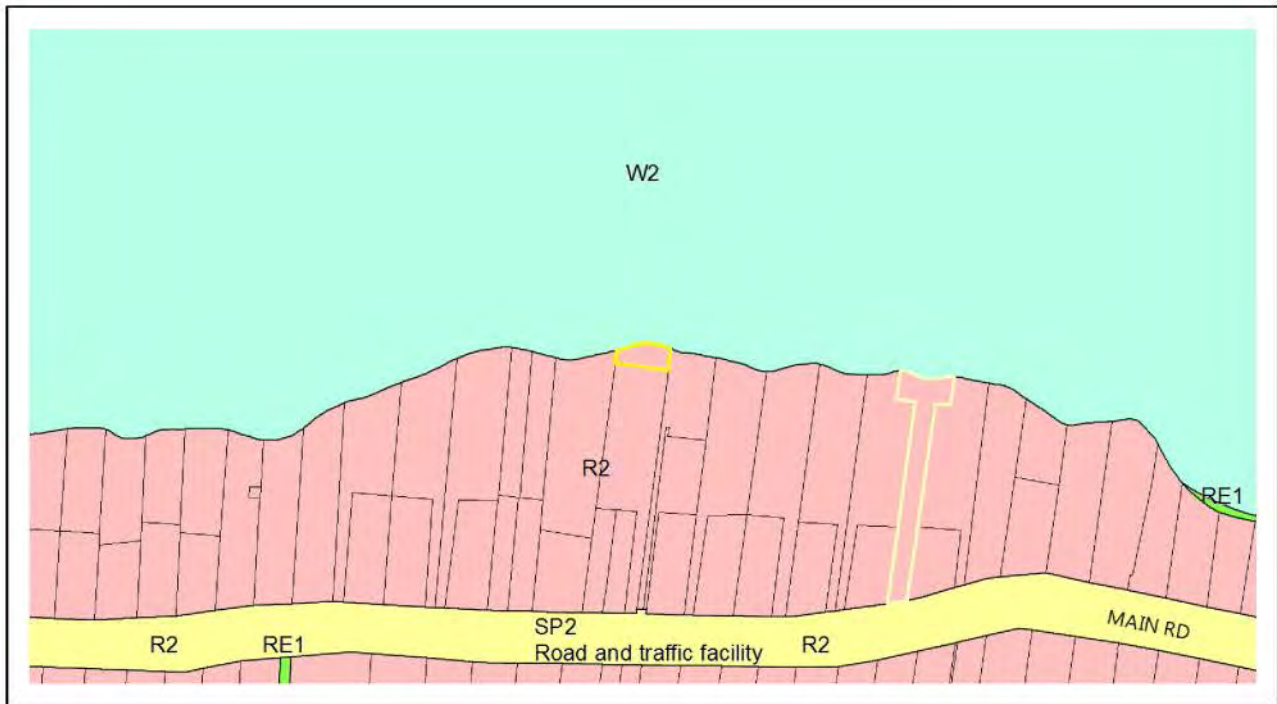 W2
R2
RE1
SP2
MAIN RD
R2
RE1
Road and traffic facility
R2